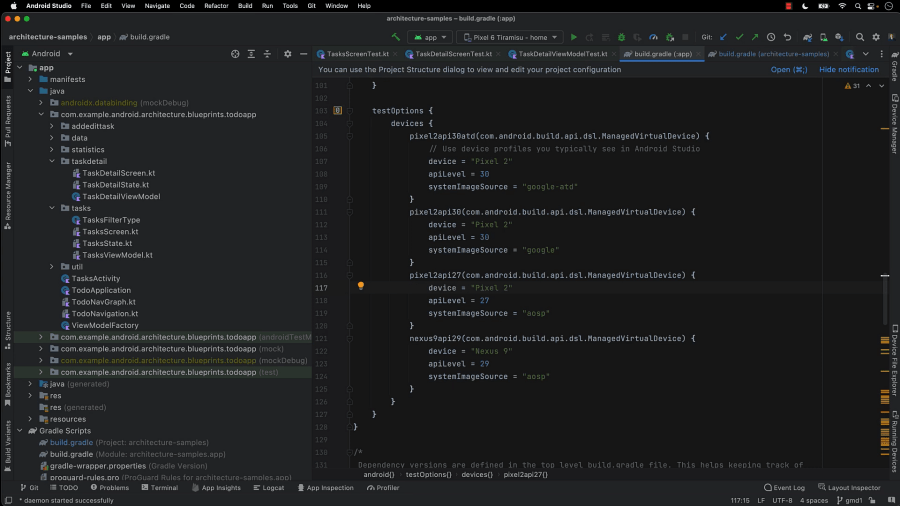 Android Studio File Edit View Navigate Code Refactor Build Run Tools Git Window Help
architecture-samples – build.gradle (:app)
architecture-samples app build.gradle
app
Pixel 6 Tiramisu - home
Git:
Android
TasksScreenTest.kt
TaskDetailScreenTest.kt
TaskDetailViewModelTest.kt
build.gradle (:app)
build.gradle (architecture-samples)
You can use the Project Structure dialog to view and edit your project configuration
Open (⌘;)
Hide notification
Project
Pull Requests
Resource Manager
Structure
Bookmarks
Build Variants
app
manifests
java
androidx.databinding (mockDebug)
com.example.android.architecture.blueprints.todoapp
addedittask
data
statistics
taskdetail
TaskDetailScreen.kt
TaskDetailState.kt
TaskDetailViewModel
tasks
TasksFilterType
TasksScreen.kt
TasksState.kt
TasksViewModel.kt
util
TasksActivity
TodoApplication
TodoNavGraph.kt
TodoNavigation.kt
ViewModelFactory
com.example.android.architecture.blueprints.todoapp (androidTestM
com.example.android.architecture.blueprints.todoapp (mock)
com.example.android.architecture.blueprints.todoapp (mockDebug)
com.example.android.architecture.blueprints.todoapp (test)
java (generated)
res
res (generated)
resources
Gradle Scripts
build.gradle (Project: architecture-samples)
build.gradle (Module: architecture-samples.app)
gradle-wrapper.properties (Gradle Version)
proguard-rules.pro (ProGuard Rules for architecture-samples.app)
31
101 }
102
103 testOptions {
104 devices {
105 pixel2api30atd(com.android.build.api.dsl.ManagedVirtualDevice) {
106 // Use device profiles you typically see in Android Studio
107 device = "Pixel 2"
108 apiLevel = 30
109 systemImageSource = "google-atd"
110 }
111 pixel2api30(com.android.build.api.dsl.ManagedVirtualDevice) {
112 device = "Pixel 2"
113 apiLevel = 30
114 systemImageSource = "google"
115 }
116 pixel2api27(com.android.build.api.dsl.ManagedVirtualDevice) {
117 device = "Pixel 2"
118 apiLevel = 27
119 systemImageSource = "aosp"
120 }
121 nexus9api29(com.android.build.api.dsl.ManagedVirtualDevice) {
122 device = "Nexus 9"
123 apiLevel = 29
124 systemImageSource = "aosp"
125 }
126 }
127 }
128 }
129
130 /*
131 Dependency versions are defined in the top level build.gradle file. This helps keeping track of
android{} testOptions{} devices{} pixel2api27{}
Gradle
Device Manager
Device File Explorer
Running Devices
Git TODO Problems Terminal App Insights Logcat App Inspection Profiler
Event Log Layout Inspector
* daemon started successfully
117:15 LF UTF-8 4 spaces gmd1